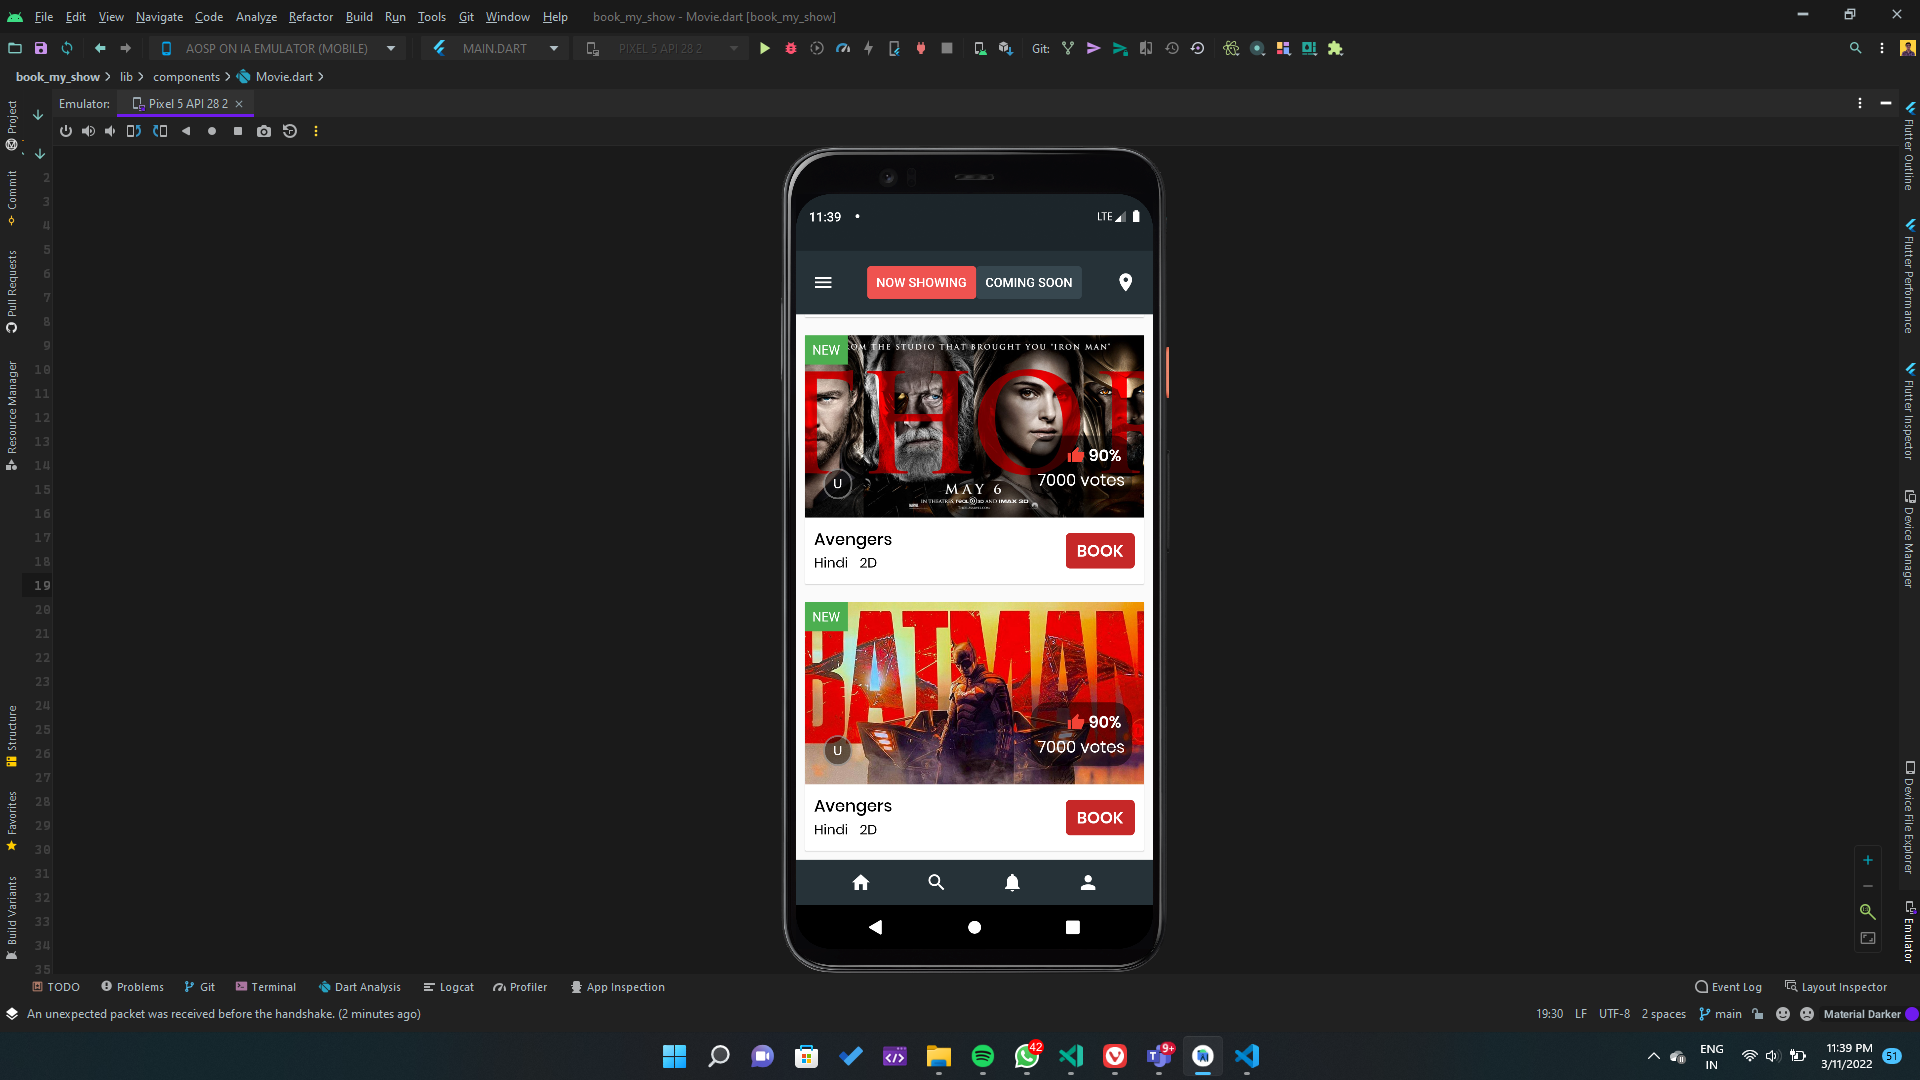 File Edit View Navigate Code Analyze Refactor Build Run Tools Git Window Help book_my_show - Movie.dart [book_my_show]
AOSP ON IA EMULATOR (MOBILE) MAIN.DART PIXEL 5 API 28 2 Git:
book_my_show lib components Movie.dart
Emulator: Pixel 5 API 28 2
Project
Commit
Pull Requests
Resource Manager
Structure
Favorites
Build Variants
2
3
4
5
6
7
8
9
10
11
12
13
14
15
16
17
18
19
20
21
22
23
24
25
26
27
28
29
30
31
32
33
34
35
11:39 LTE
NOW SHOWING COMING SOON
NEW
OM THE STUDIO THAT BROUGHT YOU "IRON MAN"
THOR
90%
7000 votes
U
MAY 6
Avengers
Hindi 2D
BOOK
NEW
BATMAN
90%
7000 votes
U
Avengers
Hindi 2D
BOOK
Flutter Outline
Flutter Performance
Flutter Inspector
Device Manager
Device File Explorer
Emulator
TODO Problems Git Terminal Dart Analysis Logcat Profiler App Inspection Event Log Layout Inspector
An unexpected packet was received before the handshake. (2 minutes ago) 19:30 LF UTF-8 2 spaces main Material Darker
42
9+
ENG
IN
11:39 PM
3/11/2022
51